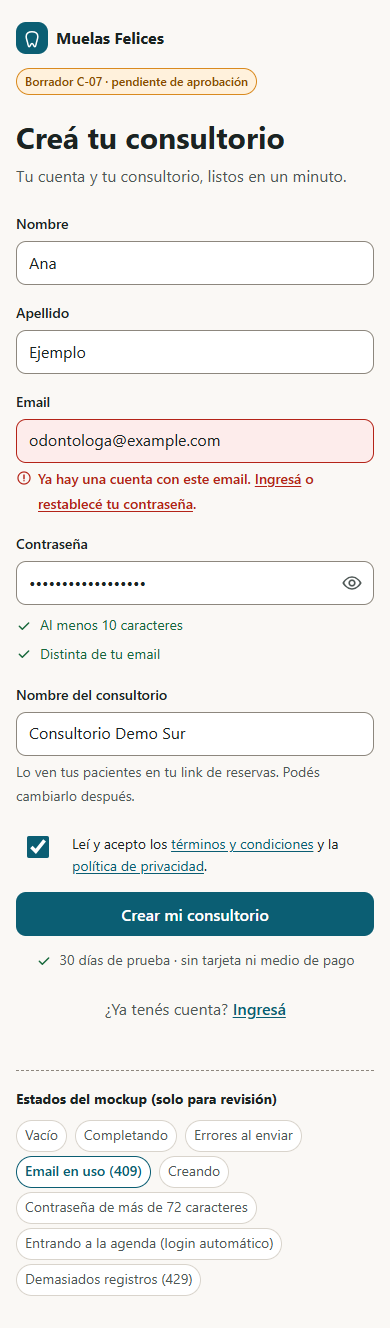 Muelas Felices
Borrador C-07 · pendiente de aprobación
Creá tu consultorio
Tu cuenta y tu consultorio, listos en un minuto.
Nombre
Ana
Apellido
Ejemplo
Email
odontologa@example.com
Ya hay una cuenta con este email. Ingresá o
restablecé tu contraseña.
Contraseña
••••••••••••••••••
Al menos 10 caracteres
Distinta de tu email
Nombre del consultorio
Consultorio Demo Sur
Lo ven tus pacientes en tu link de reservas. Podés
cambiarlo después.
Leí y acepto los términos y condiciones y la
política de privacidad.
Crear mi consultorio
30 días de prueba · sin tarjeta ni medio de pago
¿Ya tenés cuenta? Ingresá
Estados del mockup (solo para revisión)
Vacío Completando Errores al enviar
Email en uso (409) Creando
Contraseña de más de 72 caracteres
Entrando a la agenda (login automático)
Demasiados registros (429)